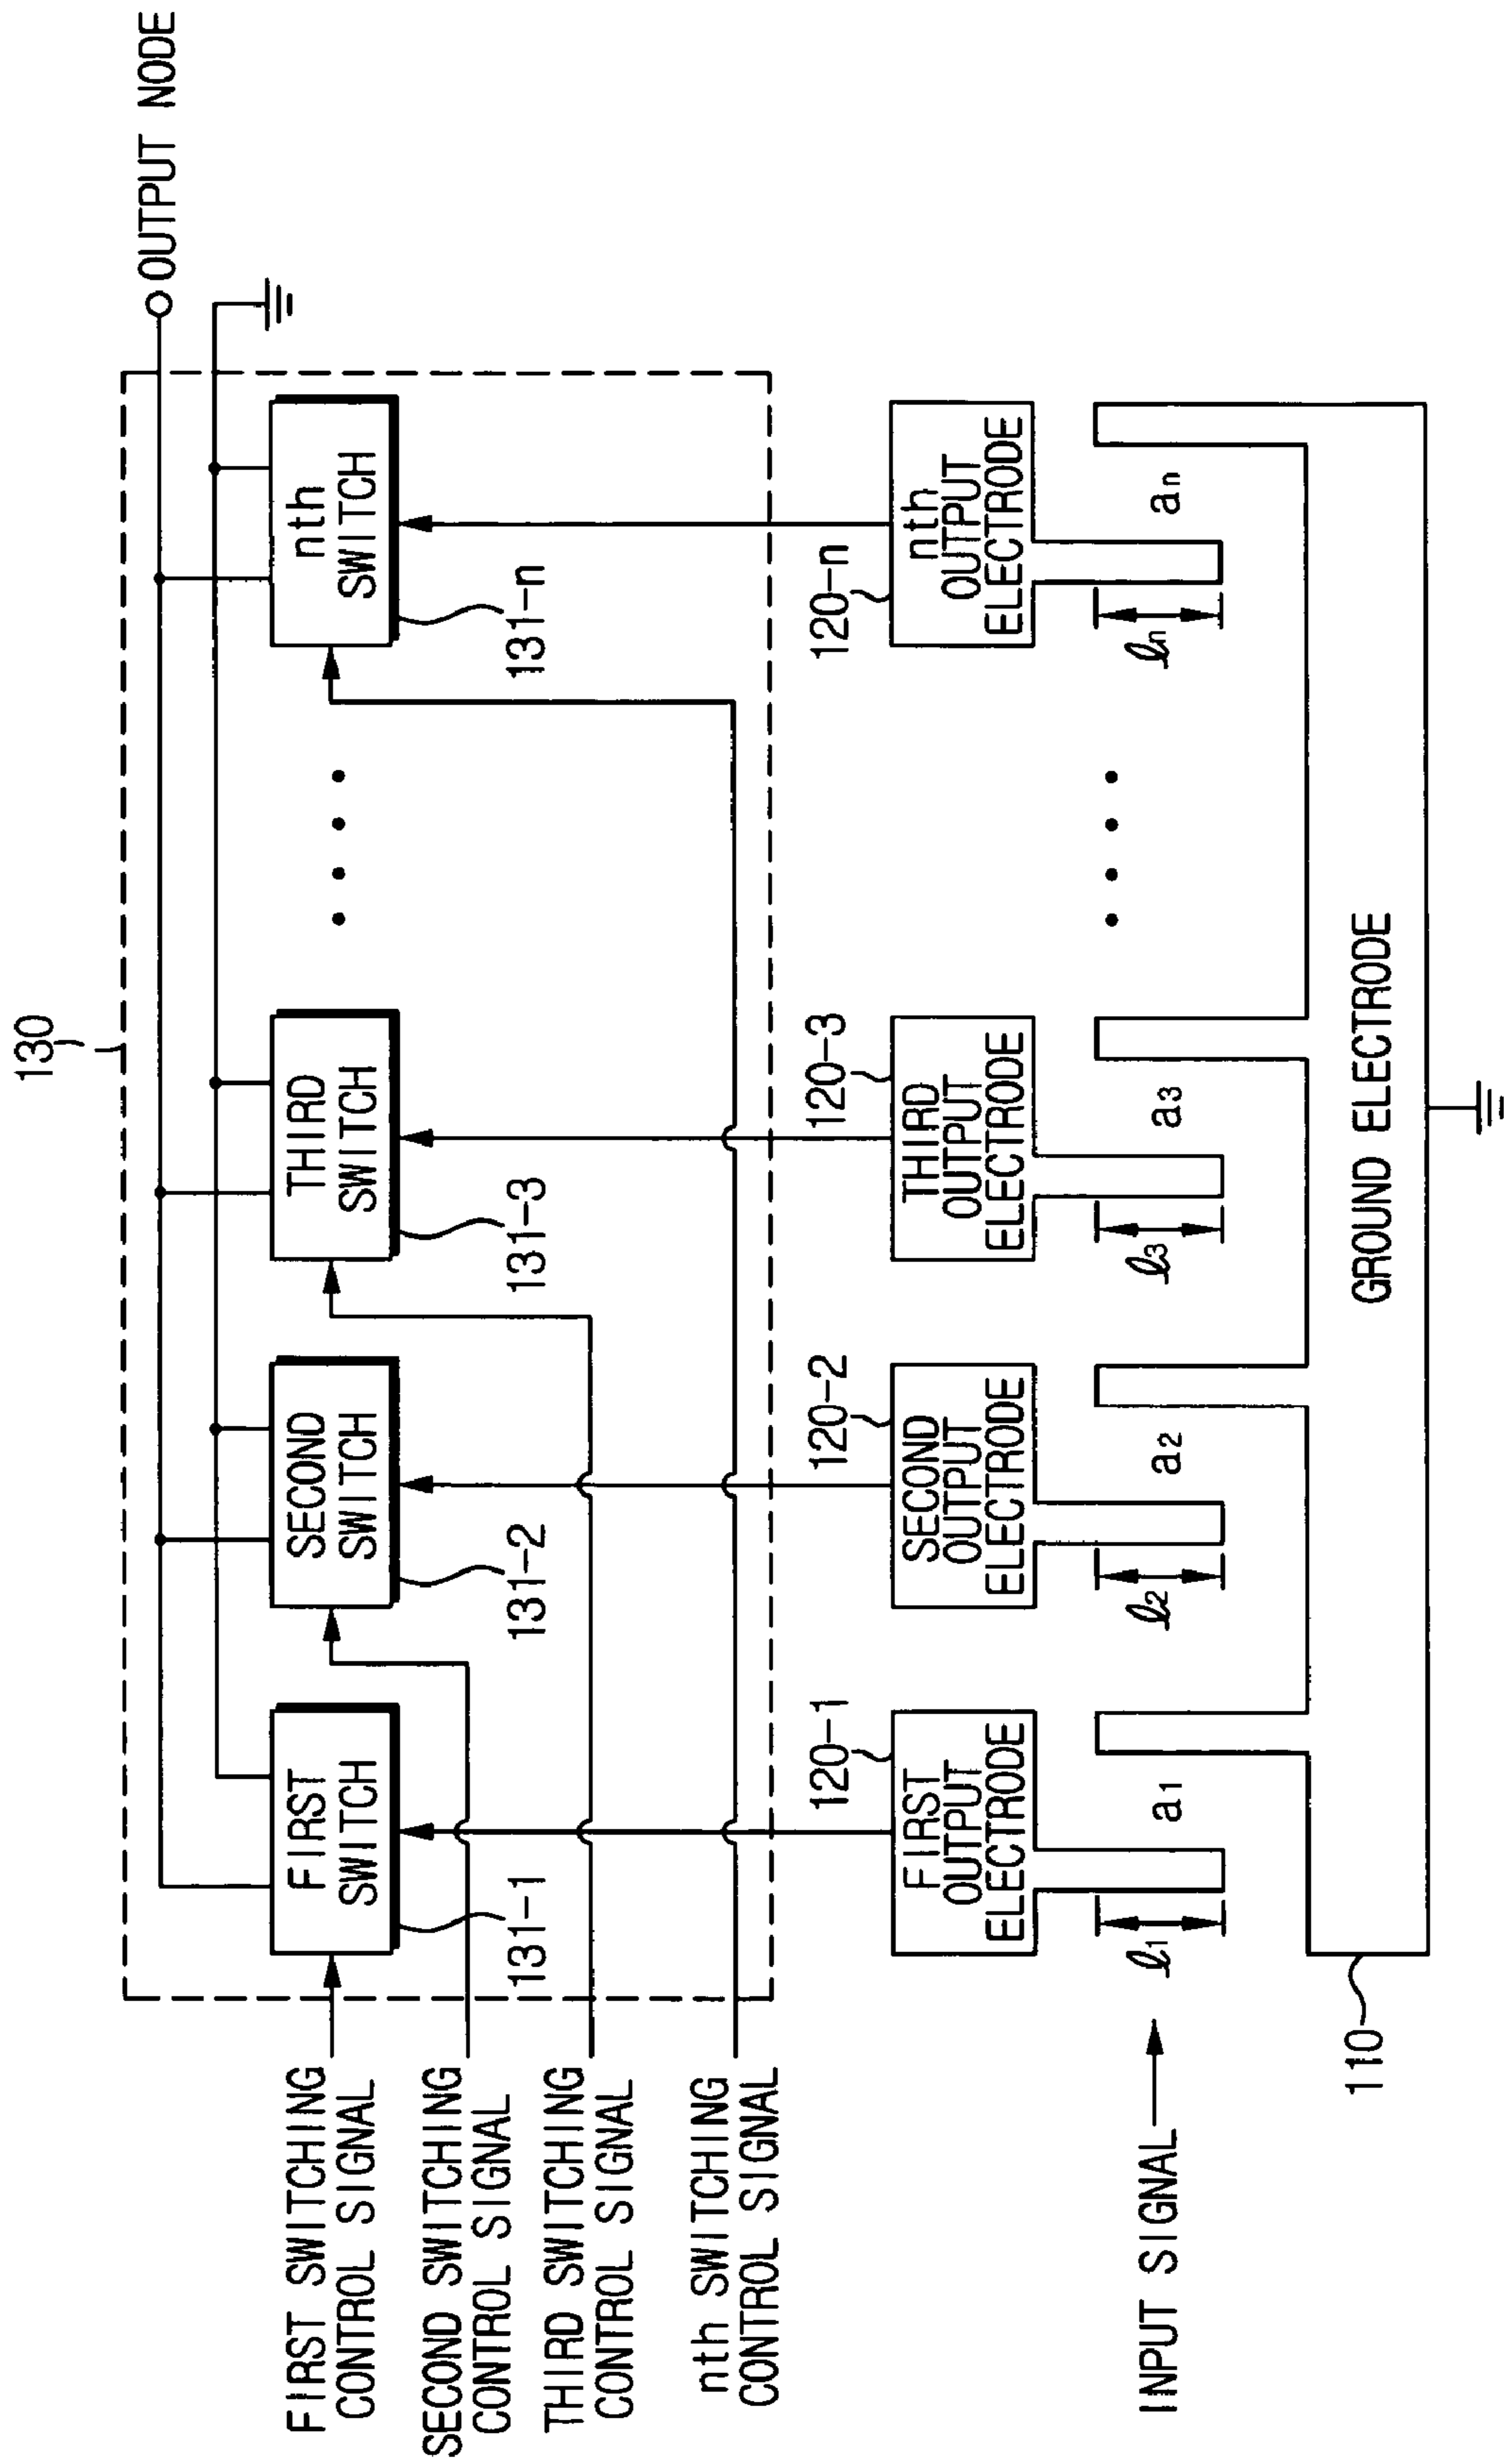 OUTPUT NODE
130
FIRST SWITCHING
CONTROL SIGNAL
FIRST
SWITCH
SECOND
SWITCH
THIRD
SWITCH
nth
SWITCH
131-1
131-2
131-3
131-n
SECOND SWITCHING
CONTROL SIGNAL
THIRD SWITCHING
CONTROL SIGNAL
nth SWITCHING
CONTROL SIGNAL
120-1
120-2
120-3
120-n
FIRST
OUTPUT
ELECTRODE
SECOND
OUTPUT
ELECTRODE
THIRD
OUTPUT
ELECTRODE
nth
OUTPUT
ELECTRODE
INPUT SIGNAL
ℓ1
a1
ℓ2
a2
ℓ3
a3
ℓn
an
110
GROUND ELECTRODE